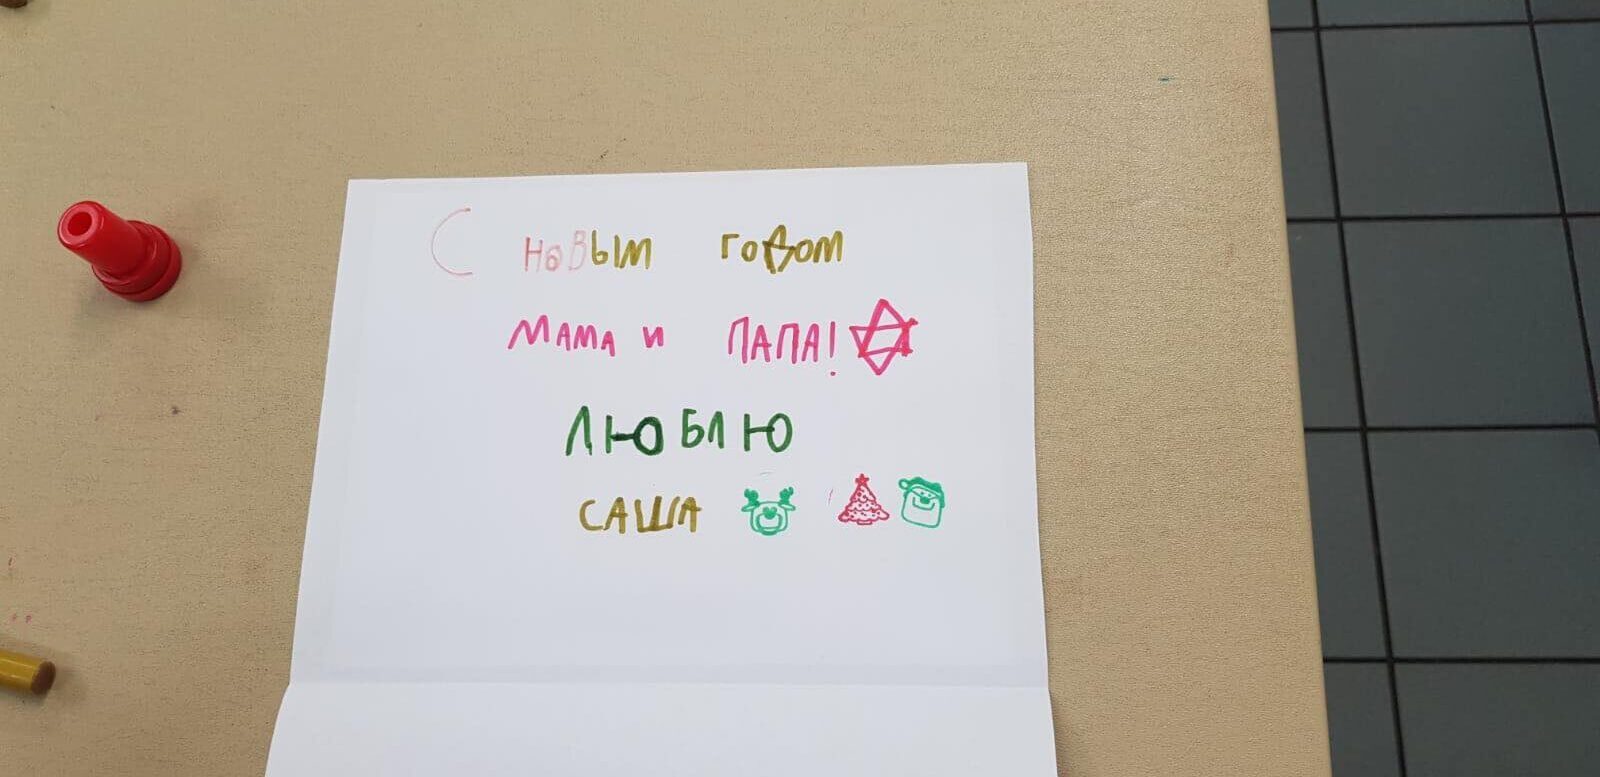 С новым годом
МАМА и ПАПА!
ЛЮБЛЮ
САША